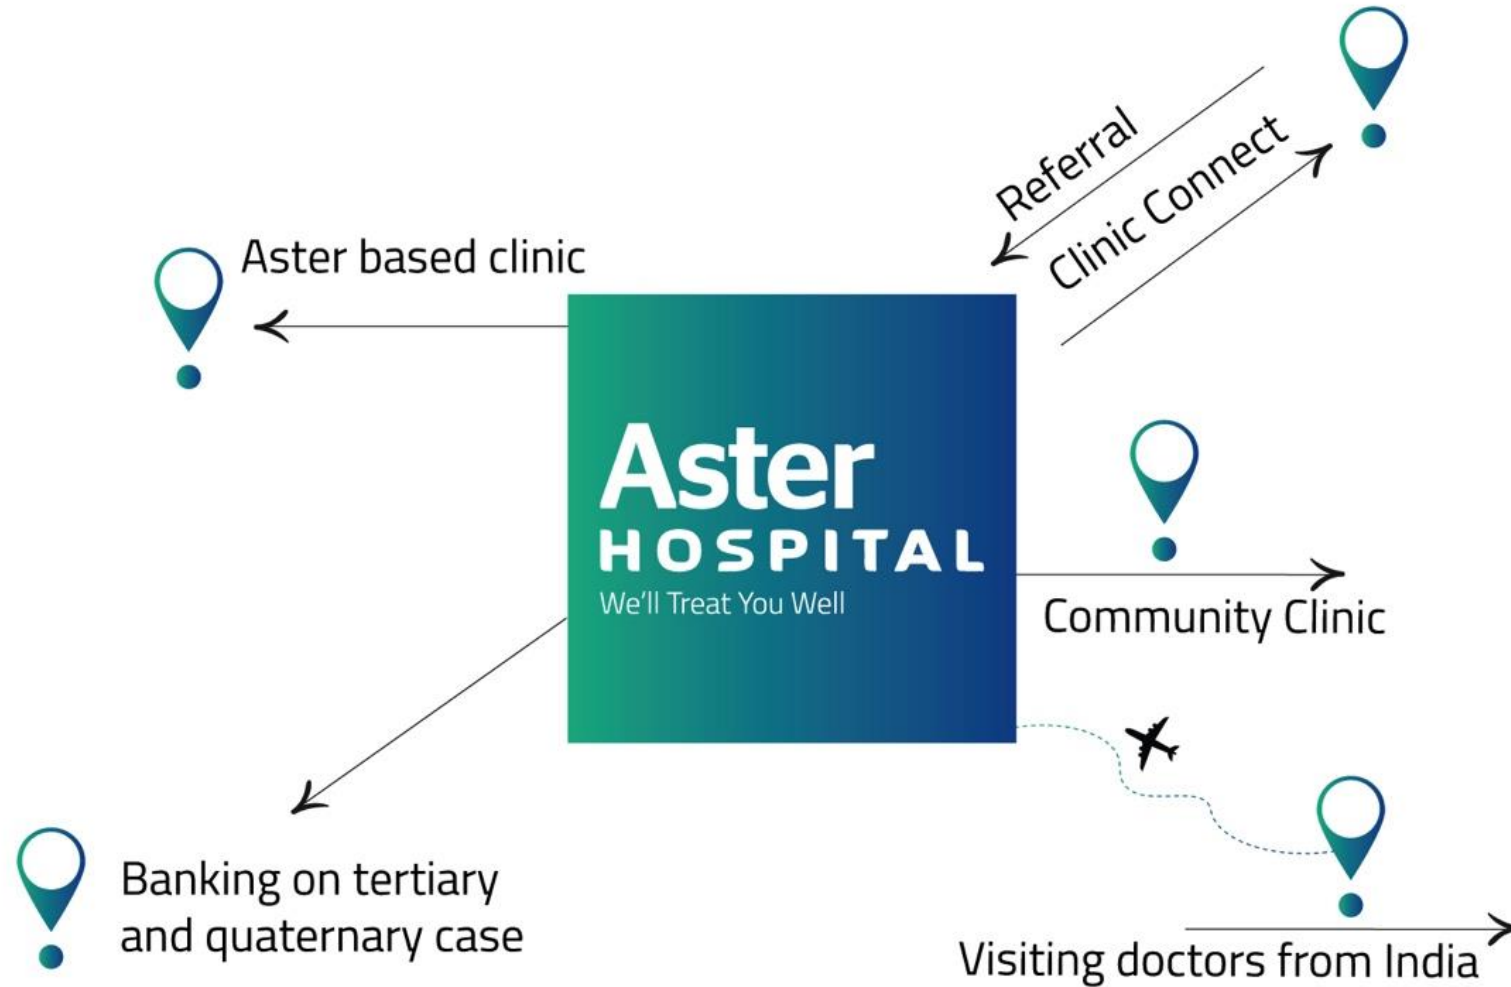 Referral
Clinic Connect
Aster based clinic
Aster
HOSPITAL
We'll Treat You Well
Community Clinic
Banking on tertiary
and quaternary case
Visiting doctors from India